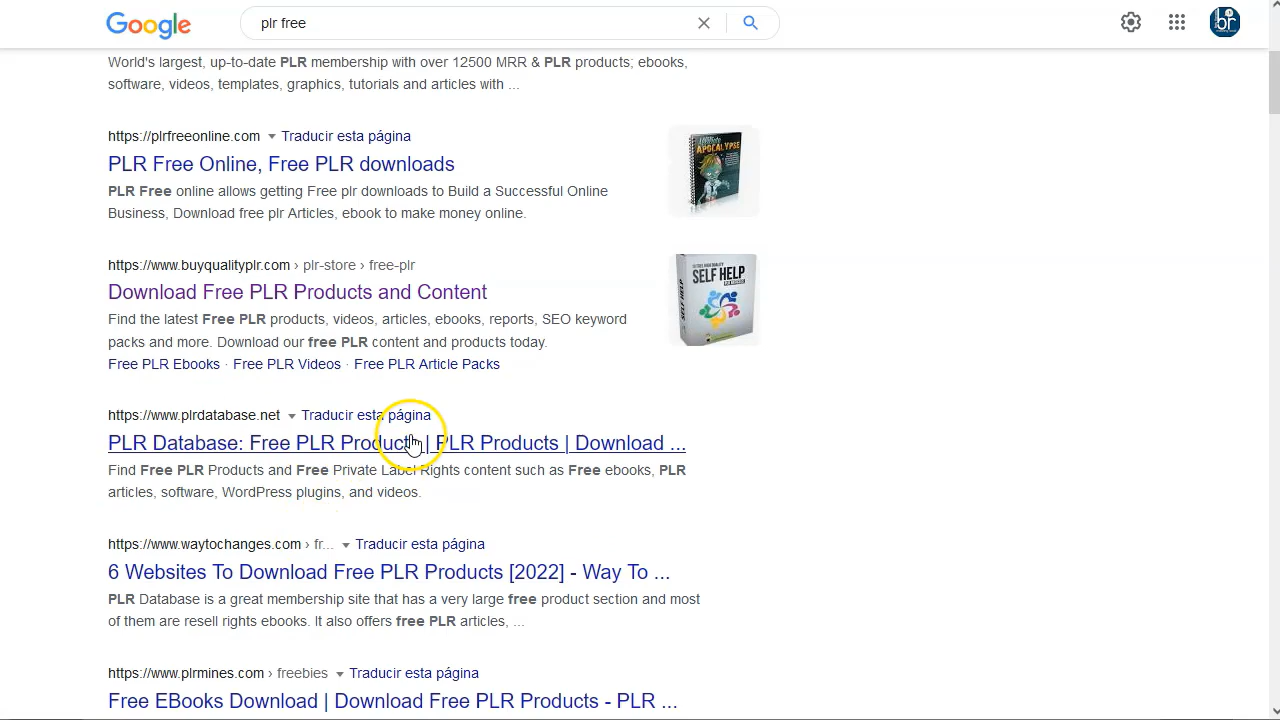 Google
plr free
br
World's largest, up-to-date PLR membership with over 12500 MRR & PLR products; ebooks,
software, videos, templates, graphics, tutorials and articles with ...
https://plrfreeonline.com Traducir esta página
PLR Free Online, Free PLR downloads
PLR Free online allows getting Free plr downloads to Build a Successful Online
Business, Download free plr Articles, ebook to make money online.
APOCALYPSE
https://www.buyqualityplr.com › plr-store › free-plr
Download Free PLR Products and Content
Find the latest Free PLR products, videos, articles, ebooks, reports, SEO keyword
packs and more. Download our free PLR content and products today.
Free PLR Ebooks · Free PLR Videos · Free PLR Article Packs
SELF HELP
SELF HELP
https://www.plrdatabase.net Traducir esta página
PLR Database: Free PLR Products | PLR Products | Download ...
Find Free PLR Products and Free Private Label Rights content such as Free ebooks, PLR
articles, software, WordPress plugins, and videos.
https://www.waytochanges.com › fr... Traducir esta página
6 Websites To Download Free PLR Products [2022] - Way To ...
PLR Database is a great membership site that has a very large free product section and most
of them are resell rights ebooks. It also offers free PLR articles, ...
https://www.plrmines.com › freebies Traducir esta página
Free EBooks Download | Download Free PLR Products - PLR ...